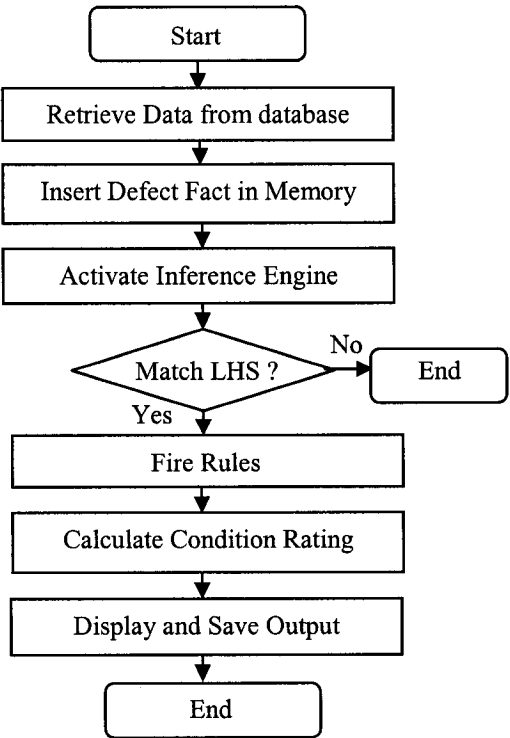 Start
Retrieve Data from database
Insert Defect Fact in Memory
Activate Inference Engine
Match LHS ?
No
End
Yes
Fire Rules
Calculate Condition Rating
Display and Save Output
End